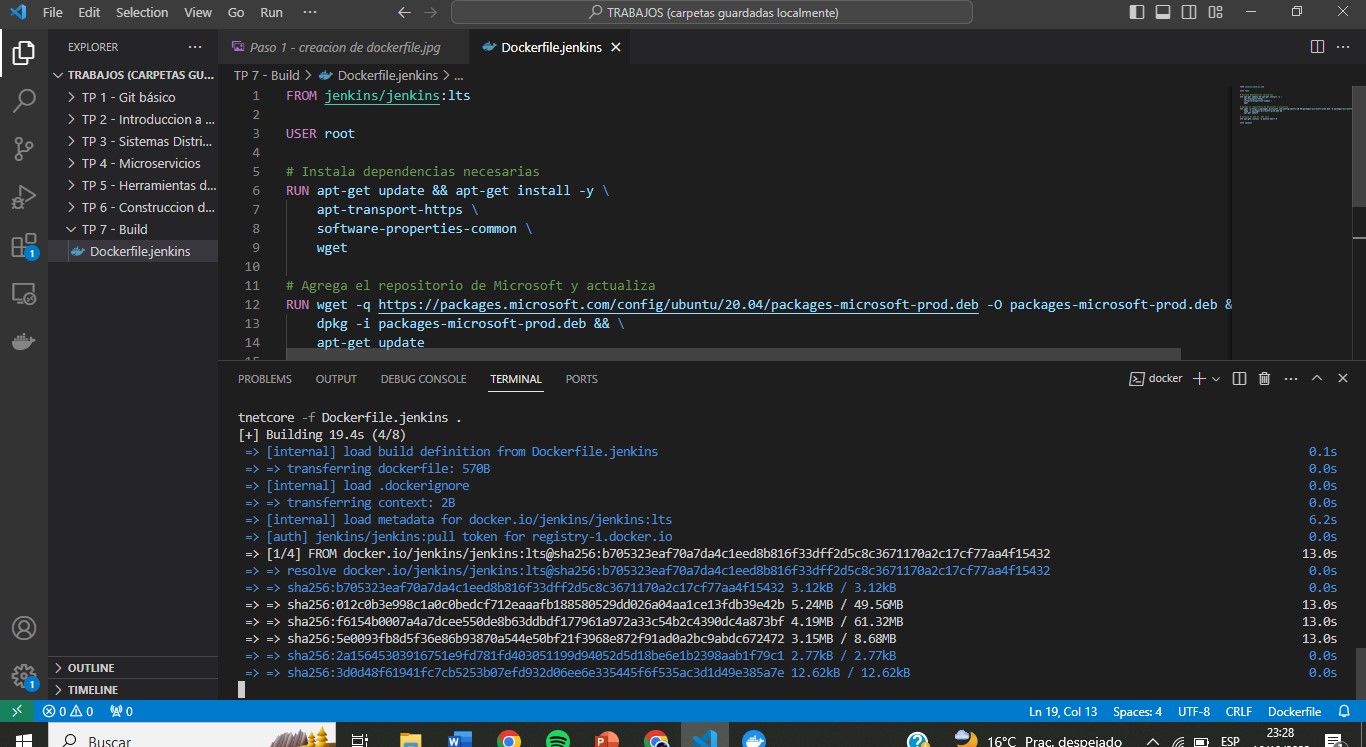 File Edit Selection View Go Run ··· TRABAJOS (carpetas guardadas localmente)
EXPLORER
Paso 1 - creacion de dockerfile.jpg
Dockerfile.jenkins
TRABAJOS (CARPETAS GU...
TP 1 - Git básico
TP 2 - Introduccion a ...
TP 3 - Sistemas Distri...
TP 4 - Microservicios
TP 5 - Herramientas d...
TP 6 - Construccion d...
TP 7 - Build
Dockerfile.jenkins
OUTLINE
TIMELINE
TP 7 - Build > Dockerfile.jenkins > ...
1 FROM jenkins/jenkins:lts
2
3 USER root
4
5 # Instala dependencias necesarias
6 RUN apt-get update && apt-get install -y \
7 apt-transport-https \
8 software-properties-common \
9 wget
10
11 # Agrega el repositorio de Microsoft y actualiza
12 RUN wget -q https://packages.microsoft.com/config/ubuntu/20.04/packages-microsoft-prod.deb -O packages-microsoft-prod.deb &
13 dpkg -i packages-microsoft-prod.deb && \
14 apt-get update
15
PROBLEMS OUTPUT DEBUG CONSOLE TERMINAL PORTS docker
tnetcore -f Dockerfile.jenkins .
[+] Building 19.4s (4/8)
=> [internal] load build definition from Dockerfile.jenkins 0.1s
=> => transferring dockerfile: 570B 0.0s
=> [internal] load .dockerignore 0.0s
=> => transferring context: 2B 0.0s
=> [internal] load metadata for docker.io/jenkins/jenkins:lts 6.2s
=> [auth] jenkins/jenkins:pull token for registry-1.docker.io 0.0s
=> [1/4] FROM docker.io/jenkins/jenkins:lts@sha256:b705323eaf70a7da4c1eed8b816f33dff2d5c8c3671170a2c17cf77aa4f15432 13.0s
=> => resolve docker.io/jenkins/jenkins:lts@sha256:b705323eaf70a7da4c1eed8b816f33dff2d5c8c3671170a2c17cf77aa4f15432 0.0s
=> => sha256:b705323eaf70a7da4c1eed8b816f33dff2d5c8c3671170a2c17cf77aa4f15432 3.12kB / 3.12kB 0.0s
=> => sha256:012c0b3e998c1a0c0bedcf712eaaafb188580529dd026a04aa1ce13fdb39e42b 5.24MB / 49.56MB 13.0s
=> => sha256:f6154b0007a4a7dcee550de8b63ddbdf177961a972a33c54b2c4390dc4a873bf 4.19MB / 61.32MB 13.0s
=> => sha256:5e0093fb8d5f36e86b93870a544e50bf21f3968e872f91ad0a2bc9abdc672472 3.15MB / 8.68MB 13.0s
=> => sha256:2a15645303916751e9fd781fd403051199d94052d5d18be6e1b2398aab1f79c1 2.77kB / 2.77kB 0.0s
=> => sha256:3d0d48f61941fc7cb5253b07efd932d06ee6e335445f6f535ac3d1d49e385a7e 12.62kB / 12.62kB 0.0s
0 0 0 Ln 19, Col 13 Spaces: 4 UTF-8 CRLF Dockerfile
Buscar 16°C Prac. despejado ESP 23:28